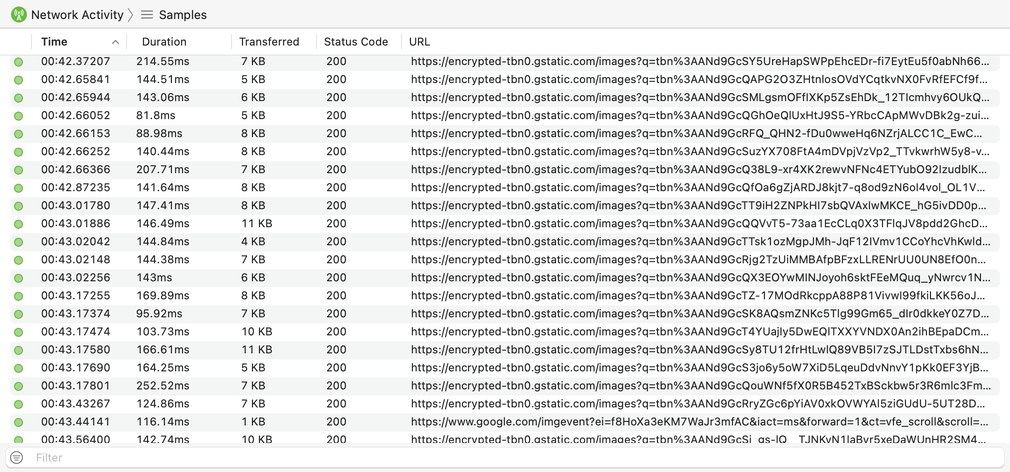 Network Activity Samples
Time Duration Transferred Status Code URL
00:42.37207 214.55ms 7 KB 200 https://encrypted-tbn0.gstatic.com/images?q=tbn%3AANd9GcSY5UreHapSWPpEhcEDr-fi7EytEu5f0abNh66...
00:42.65841 144.51ms 5 KB 200 https://encrypted-tbn0.gstatic.com/images?q=tbn%3AANd9GcQAPG2O3ZHtnlosOVdYCqtkvNX0FvRfEFCf9f...
00:42.65944 143.06ms 6 KB 200 https://encrypted-tbn0.gstatic.com/images?q=tbn%3AANd9GcSMLgsmOFfIXKp5ZsEhDk_12TIcmhvy6OUkQ...
00:42.66052 81.8ms 5 KB 200 https://encrypted-tbn0.gstatic.com/images?q=tbn%3AANd9GcQGhOeQlUxHtJ9S5-YRbcCApMWvDBk2g-zui...
00:42.66153 88.98ms 8 KB 200 https://encrypted-tbn0.gstatic.com/images?q=tbn%3AANd9GcRFQ_QHN2-fDu0wweHq6NZrjALCC1C_EwC...
00:42.66252 140.44ms 8 KB 200 https://encrypted-tbn0.gstatic.com/images?q=tbn%3AANd9GcSuzYX708FtA4mDVpjVzVp2_TTvkwrhW5y8-v...
00:42.66366 207.71ms 7 KB 200 https://encrypted-tbn0.gstatic.com/images?q=tbn%3AANd9GcQ38L9-xr4XK2rewvNFNc4ETYubO92IzudblK...
00:42.87235 141.64ms 8 KB 200 https://encrypted-tbn0.gstatic.com/images?q=tbn%3AANd9GcQfOa6gZjARDJ8kjt7-q8od9zN6ol4vol_OL1V...
00:43.01780 147.41ms 8 KB 200 https://encrypted-tbn0.gstatic.com/images?q=tbn%3AANd9GcTT9iH2ZNPkHI7sbQVAxIwMKCE_hG5ivDD0p...
00:43.01886 146.49ms 11 KB 200 https://encrypted-tbn0.gstatic.com/images?q=tbn%3AANd9GcQQVvT5-73aa1EcCLq0X3TFlqJV8pdd2GhcD...
00:43.02042 144.84ms 4 KB 200 https://encrypted-tbn0.gstatic.com/images?q=tbn%3AANd9GcTTsk1ozMgpJMh-JqF12IVmv1CCoYhcVhKwld...
00:43.02148 144.38ms 7 KB 200 https://encrypted-tbn0.gstatic.com/images?q=tbn%3AANd9GcRjg2TzUiMMBAfpBFzxLLRENrUU0UN8EfO0n...
00:43.02256 143ms 6 KB 200 https://encrypted-tbn0.gstatic.com/images?q=tbn%3AANd9GcQX3EOYwMINJoyoh6sktFEeMQuq_yNwrcv1N...
00:43.17255 169.89ms 8 KB 200 https://encrypted-tbn0.gstatic.com/images?q=tbn%3AANd9GcTZ-17MOdRkcppA88P81Vivwl99fkiLKK56oJ...
00:43.17374 95.92ms 7 KB 200 https://encrypted-tbn0.gstatic.com/images?q=tbn%3AANd9GcSK8AQsmZNKc5Tlg99Gm65_dIr0dkkeY0Z7D...
00:43.17474 103.73ms 10 KB 200 https://encrypted-tbn0.gstatic.com/images?q=tbn%3AANd9GcT4YUajly5DwEQITXXYVNDX0An2ihBEpaDCm...
00:43.17580 166.61ms 11 KB 200 https://encrypted-tbn0.gstatic.com/images?q=tbn%3AANd9GcSy8TU12frHtLwlQ89VB5I7zSJTLDstTxbs6hN...
00:43.17690 164.25ms 5 KB 200 https://encrypted-tbn0.gstatic.com/images?q=tbn%3AANd9GcS3jo6y5oW7XiD5LqeuDdvNnvY1pKk0EF3YjB...
00:43.17801 252.52ms 7 KB 200 https://encrypted-tbn0.gstatic.com/images?q=tbn%3AANd9GcQouWNf5fX0R5B452TxBSckbw5r3R6mlc3Fm...
00:43.43267 124.86ms 7 KB 200 https://encrypted-tbn0.gstatic.com/images?q=tbn%3AANd9GcRryZGc6pYiAV0xkOVWYAl5ziGUdU-5UT28D...
00:43.44141 116.14ms 1 KB 200 https://www.google.com/imgevent?ei=f8HoXa3eKM7WaJr3mfAC&iact=ms&forward=1&ct=vfe_scroll&scroll=...
00:43.56400 142.74ms 10 KB 200 https://encrypted-tbn0.gstatic.com/images?q=tbn%3AANd9GcSi_gs-IQ__TJNKvN1laBvr5xeDaWUnHR2SM4...
Filter